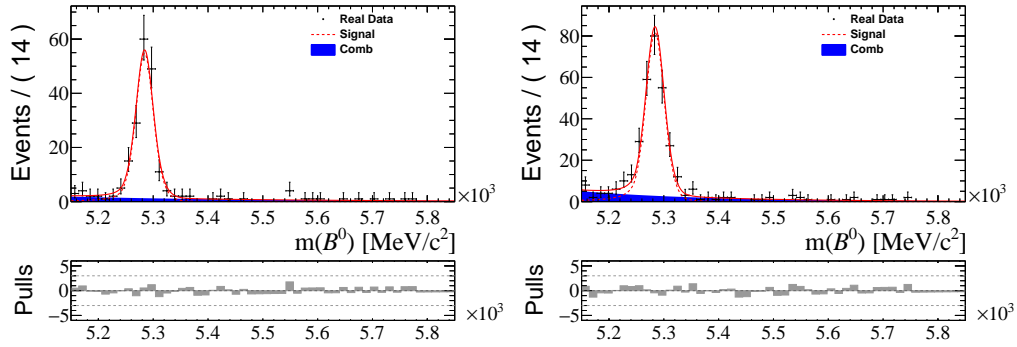 Events / ( 14 )
60
40
20
0
Real Data
Signal
Comb
5.2 5.3 5.4 5.5 5.6 5.7 5.8
×10³
m(B⁰) [MeV/c²]
Pulls
5
0
−5
5.2 5.3 5.4 5.5 5.6 5.7 5.8
×10³
Events / ( 14 )
80
60
40
20
0
Real Data
Signal
Comb
5.2 5.3 5.4 5.5 5.6 5.7 5.8
×10³
m(B⁰) [MeV/c²]
Pulls
5
0
−5
5.2 5.3 5.4 5.5 5.6 5.7 5.8
×10³